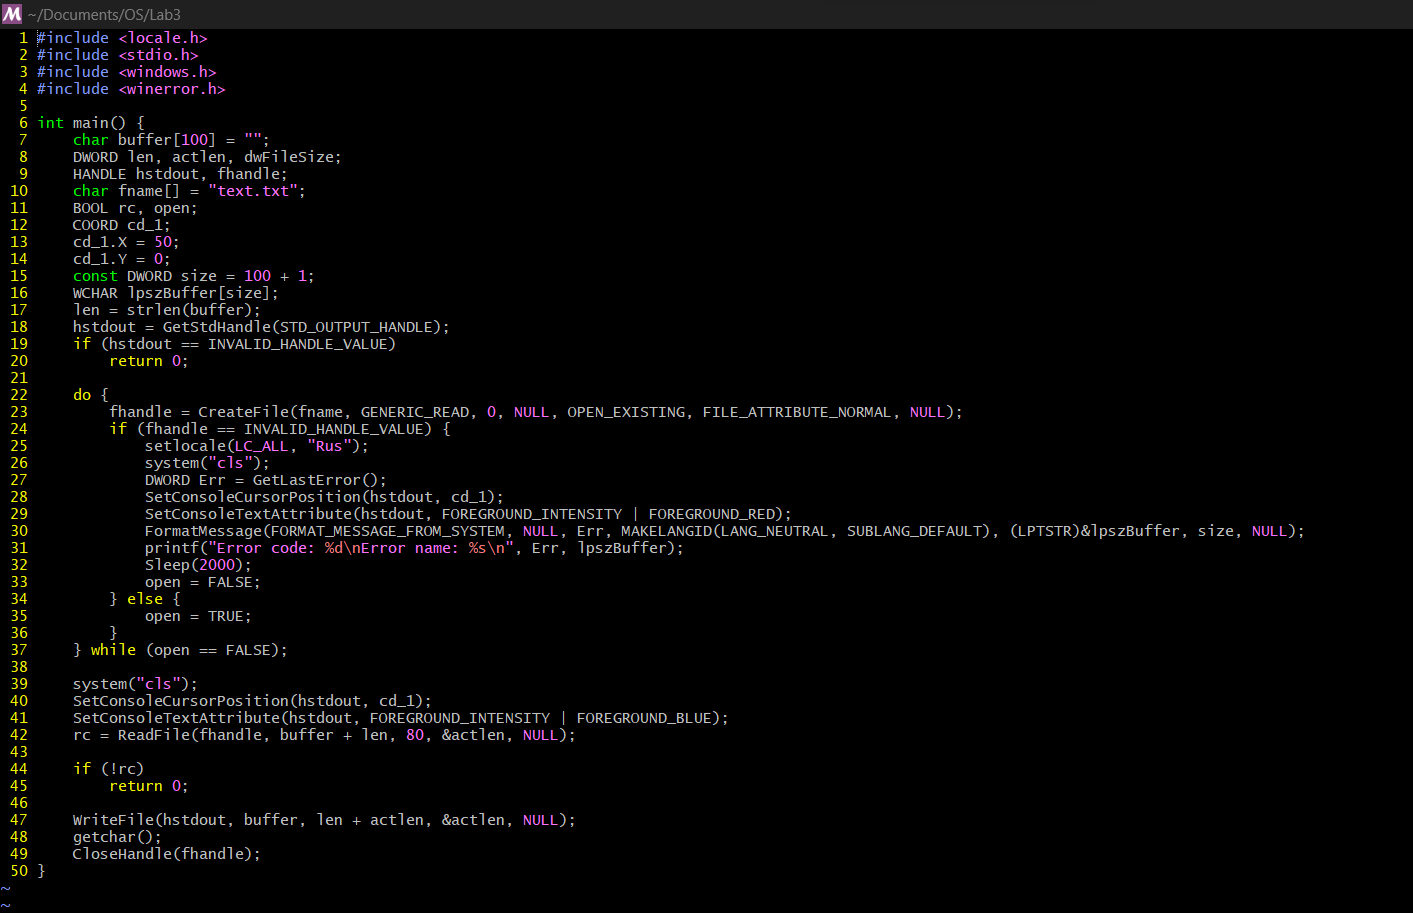 M ~/Documents/OS/Lab3
1 #include <locale.h>
2 #include <stdio.h>
3 #include <windows.h>
4 #include <winerror.h>
5
6 int main() {
7     char buffer[100] = "";
8     DWORD len, actlen, dwFileSize;
9     HANDLE hstdout, fhandle;
10     char fname[] = "text.txt";
11     BOOL rc, open;
12     COORD cd_1;
13     cd_1.X = 50;
14     cd_1.Y = 0;
15     const DWORD size = 100 + 1;
16     WCHAR lpszBuffer[size];
17     len = strlen(buffer);
18     hstdout = GetStdHandle(STD_OUTPUT_HANDLE);
19     if (hstdout == INVALID_HANDLE_VALUE)
20         return 0;
21
22     do {
23         fhandle = CreateFile(fname, GENERIC_READ, 0, NULL, OPEN_EXISTING, FILE_ATTRIBUTE_NORMAL, NULL);
24         if (fhandle == INVALID_HANDLE_VALUE) {
25             setlocale(LC_ALL, "Rus");
26             system("cls");
27             DWORD Err = GetLastError();
28             SetConsoleCursorPosition(hstdout, cd_1);
29             SetConsoleTextAttribute(hstdout, FOREGROUND_INTENSITY | FOREGROUND_RED);
30             FormatMessage(FORMAT_MESSAGE_FROM_SYSTEM, NULL, Err, MAKELANGID(LANG_NEUTRAL, SUBLANG_DEFAULT), (LPTSTR)&lpszBuffer, size, NULL);
31             printf("Error code: %d\nError name: %s\n", Err, lpszBuffer);
32             Sleep(2000);
33             open = FALSE;
34         } else {
35             open = TRUE;
36         }
37     } while (open == FALSE);
38
39     system("cls");
40     SetConsoleCursorPosition(hstdout, cd_1);
41     SetConsoleTextAttribute(hstdout, FOREGROUND_INTENSITY | FOREGROUND_BLUE);
42     rc = ReadFile(fhandle, buffer + len, 80, &actlen, NULL);
43
44     if (!rc)
45         return 0;
46
47     WriteFile(hstdout, buffer, len + actlen, &actlen, NULL);
48     getchar();
49     CloseHandle(fhandle);
50 }
~
~